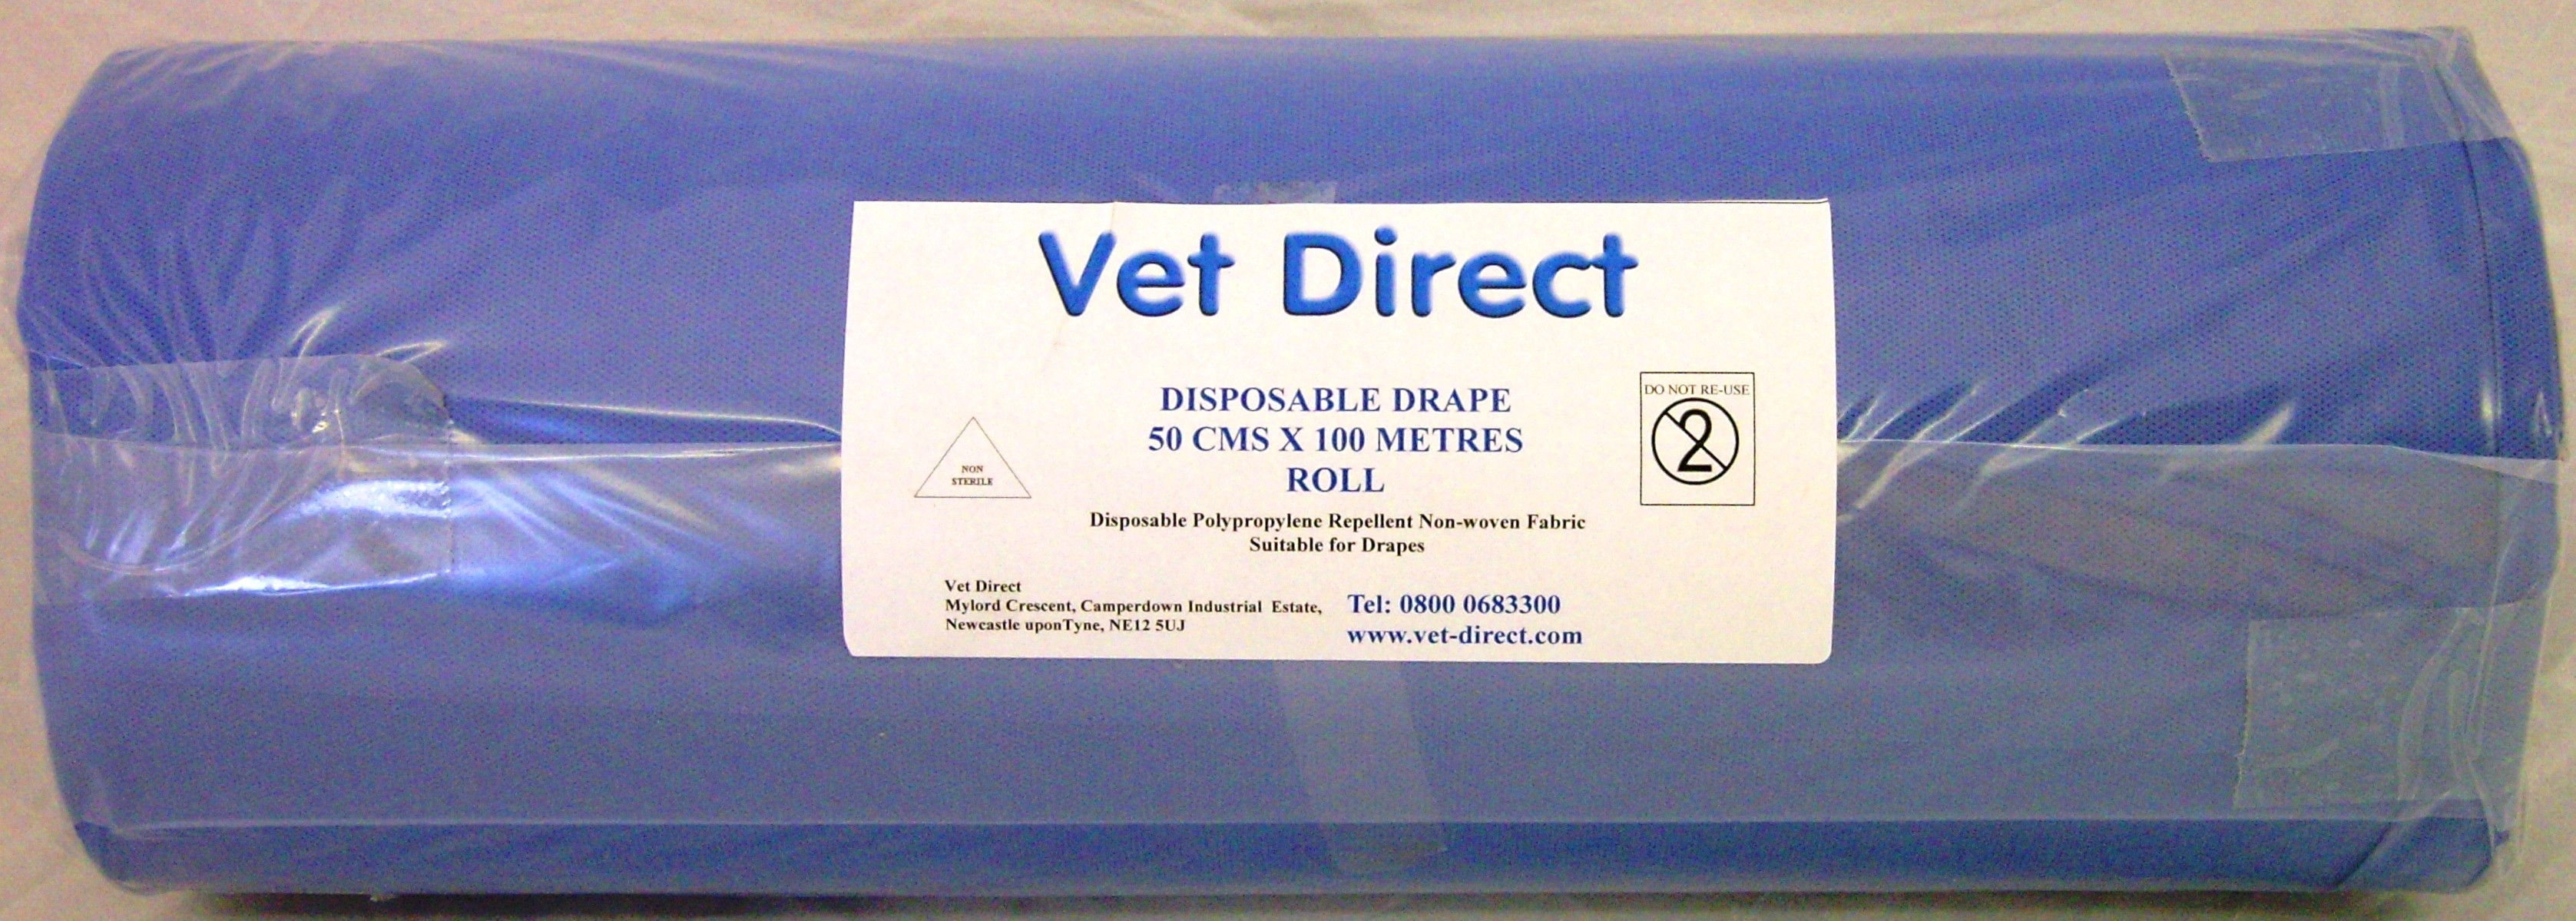 Vet Direct
DISPOSABLE DRAPE
50 CMS X 100 METRES
ROLL
NON
STERILE
DO NOT RE-USE
2
Disposable Polypropylene Repellent Non-woven Fabric
Suitable for Drapes
Vet Direct
Mylord Crescent, Camperdown Industrial Estate,
Newcastle uponTyne, NE12 5UJ
Tel: 0800 0683300
www.vet-direct.com